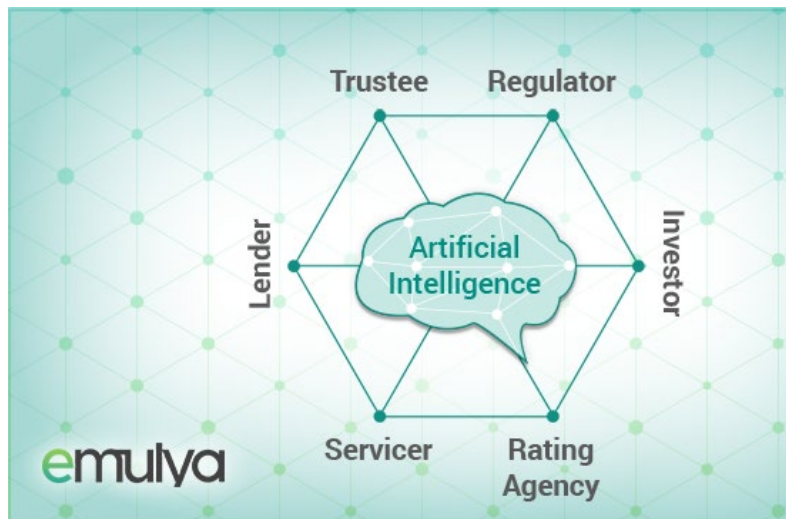 Trustee
Regulator
Lender
Artificial
Intelligence
Investor
Servicer
Rating
Agency
emulya